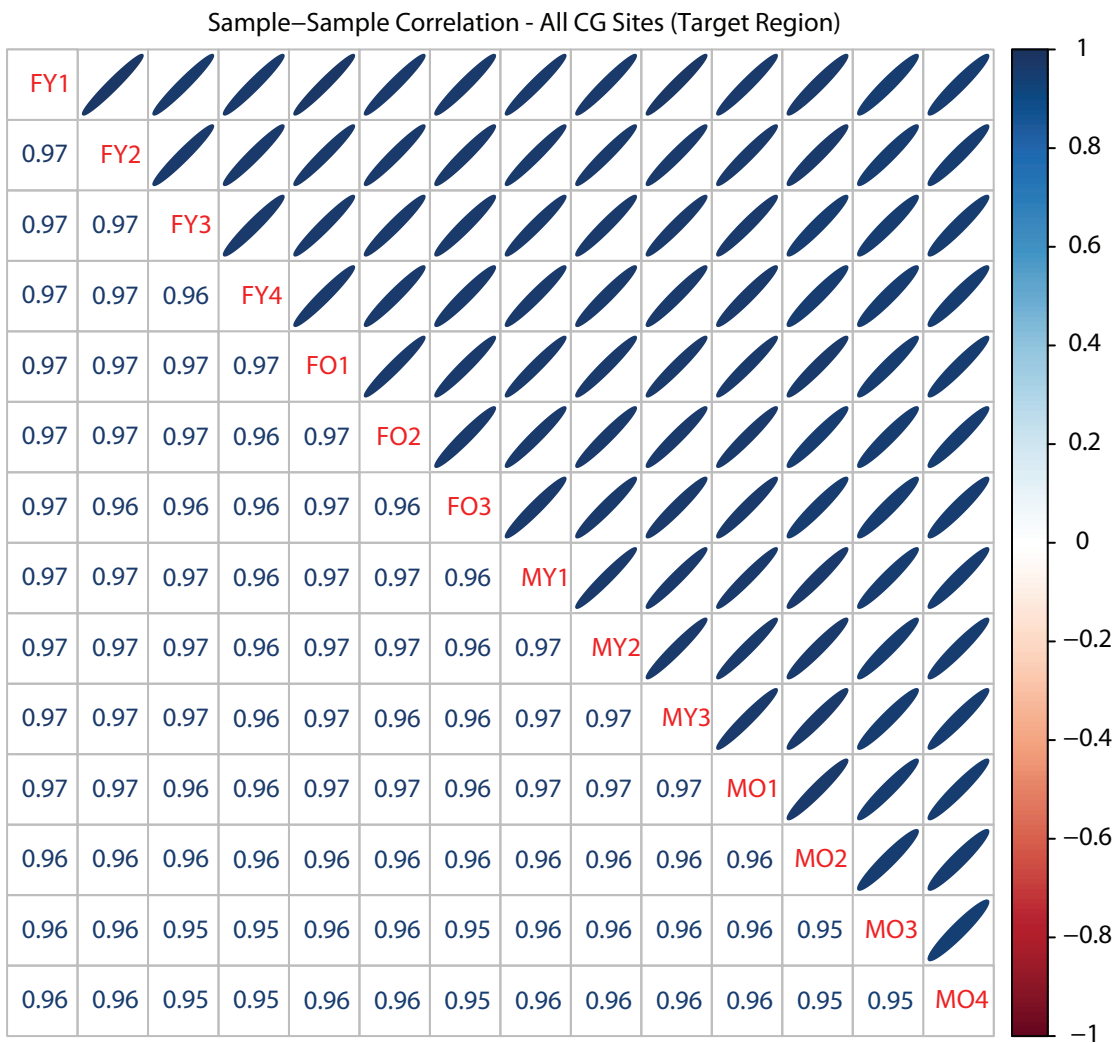 Sample–Sample Correlation - All CG Sites (Target Region)
FY1
0.97 FY2
0.97 0.97 FY3
0.97 0.97 0.96 FY4
0.97 0.97 0.97 0.97 FO1
0.97 0.97 0.97 0.96 0.97 FO2
0.97 0.96 0.96 0.96 0.97 0.96 FO3
0.97 0.97 0.97 0.96 0.97 0.97 0.96 MY1
0.97 0.97 0.97 0.96 0.97 0.97 0.96 0.97 MY2
0.97 0.97 0.97 0.96 0.97 0.96 0.96 0.97 0.97 MY3
0.97 0.97 0.96 0.96 0.97 0.97 0.96 0.97 0.97 0.97 MO1
0.96 0.96 0.96 0.96 0.96 0.96 0.96 0.96 0.96 0.96 0.96 MO2
0.96 0.96 0.95 0.95 0.96 0.96 0.95 0.96 0.96 0.96 0.96 0.95 MO3
0.96 0.96 0.95 0.95 0.96 0.96 0.95 0.96 0.96 0.96 0.96 0.95 0.95 MO4
1
0.8
0.6
0.4
0.2
0
−0.2
−0.4
−0.6
−0.8
−1